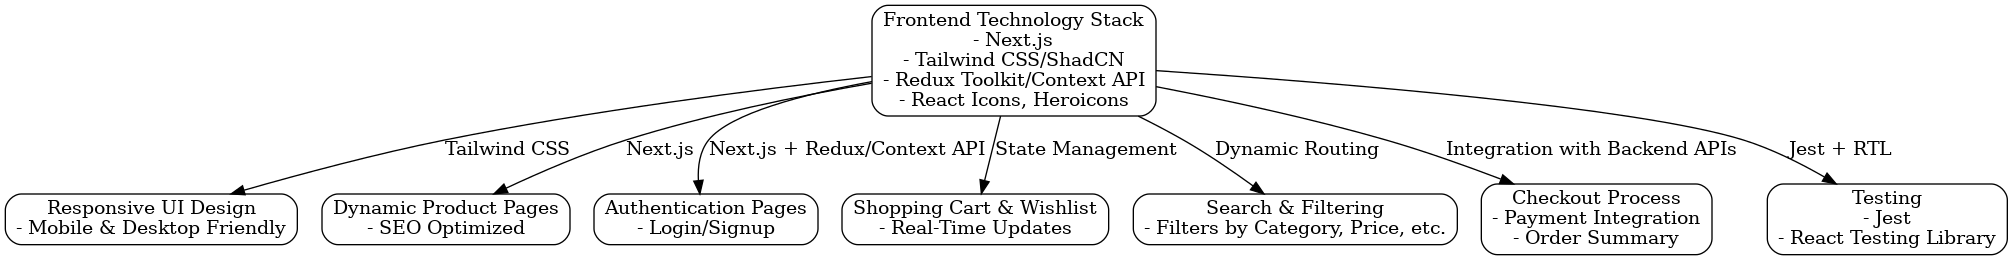 Frontend Technology Stack
- Next.js
- Tailwind CSS/ShadCN
- Redux Toolkit/Context API
- React Icons, Heroicons
Tailwind CSS
Next.js
Next.js + Redux/Context API
State Management
Dynamic Routing
Integration with Backend APIs
Jest + RTL
Responsive UI Design
- Mobile & Desktop Friendly
Dynamic Product Pages
- SEO Optimized
Authentication Pages
- Login/Signup
Shopping Cart & Wishlist
- Real-Time Updates
Search & Filtering
- Filters by Category, Price, etc.
Checkout Process
- Payment Integration
- Order Summary
Testing
- Jest
- React Testing Library